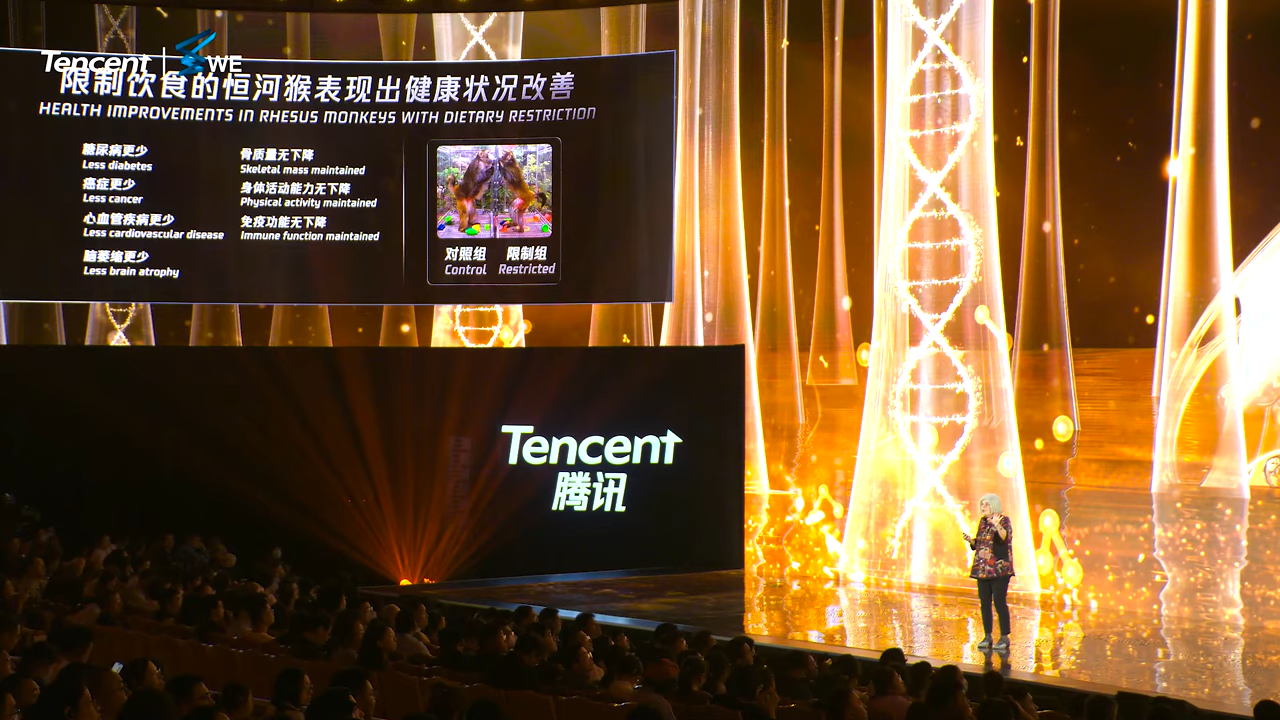 Tencent | WE
限制饮食的恒河猴表现出健康状况改善
HEALTH IMPROVEMENTS IN RHESUS MONKEYS WITH DIETARY RESTRICTION
糖尿病更少
Less diabetes
癌症更少
Less cancer
心血管疾病更少
Less cardiovascular disease
脑萎缩更少
Less brain atrophy
骨质量无下降
Skeletal mass maintained
身体活动能力无下降
Physical activity maintained
免疫功能无下降
Immune function maintained
对照组
Control
限制组
Restricted
Tencent
腾讯